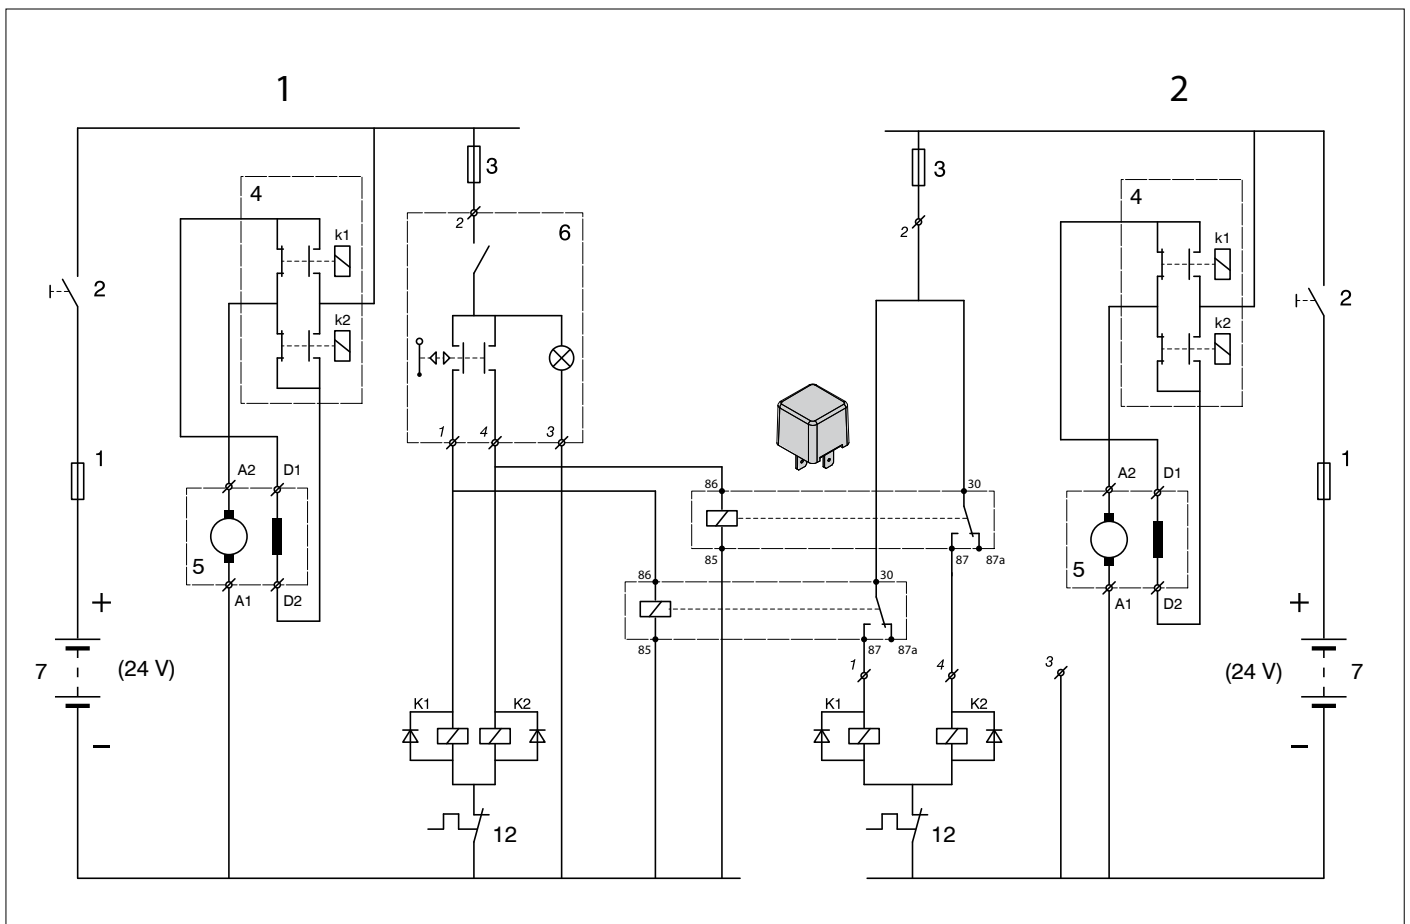 1 2
3 3
4 4
2 6 2
k1 k1
2 2
k2 k2
1 4 3
1 1
A2 D1 A2 D1
86 30
5 5
85 87 87a
86 30
A1 D2 A1 D2
+ +
85 87 87a
7 (24 V) 1 4 3 (24 V) 7
K1 K2 K1 K2
– –
12 12